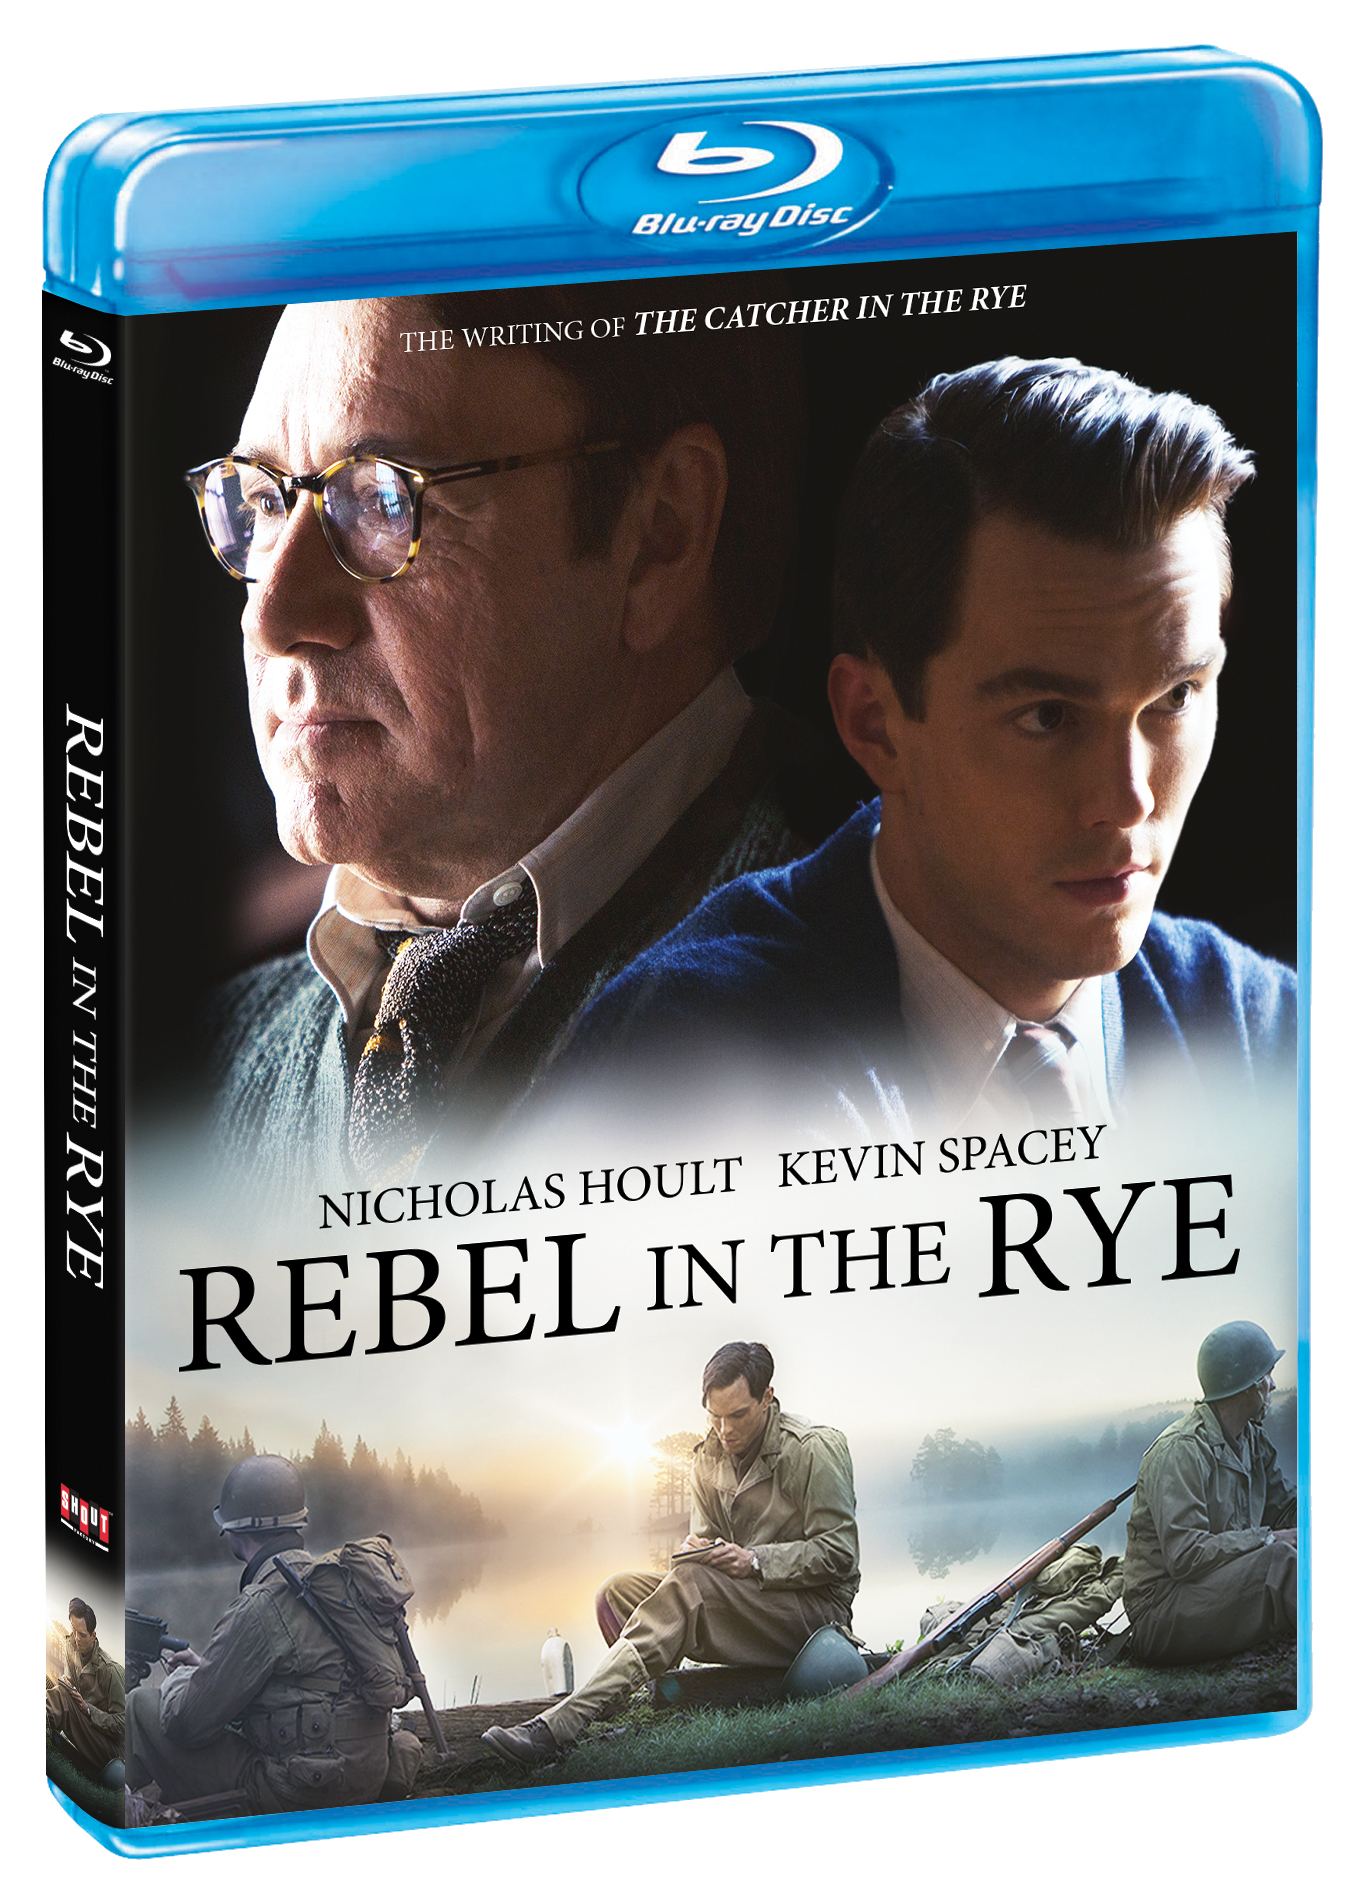 Blu-ray Disc
THE WRITING OF THE CATCHER IN THE RYE
NICHOLAS HOULT KEVIN SPACEY
REBEL IN THE RYE
Blu-ray Disc
REBEL IN THE RYE
SHOUT
FACTORY